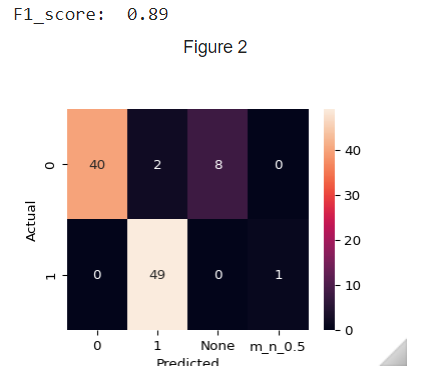 F1_score: 0.89
Figure 2
0 40 2 8 0
Actual
1 0 49 0 1
0 1 None m_n_0.5
Predicted
40
30
20
10
0